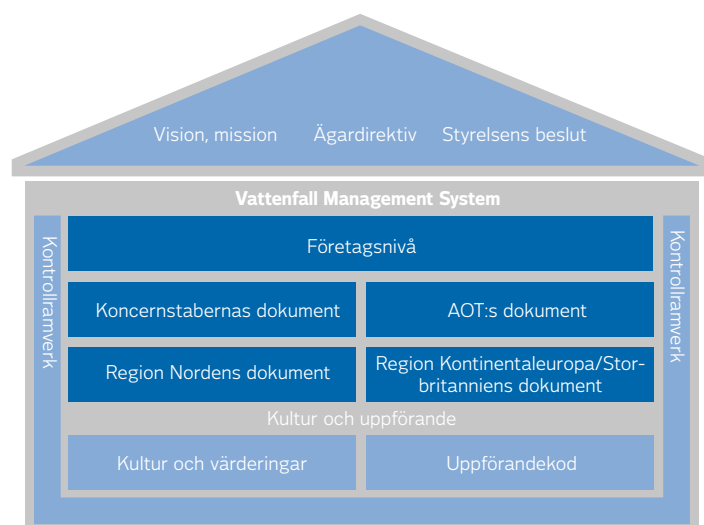 Vision, mission Ägardirektiv Styrelsens beslut
Vattenfall Management System
Kontrollramverk
Företagsnivå
Kontrollramverk
Koncernstabernas dokument
AOT:s dokument
Region Nordens dokument
Region Kontinentaleuropa/Stor-
britanniens dokument
Kultur och uppförande
Kultur och värderingar
Uppförandekod